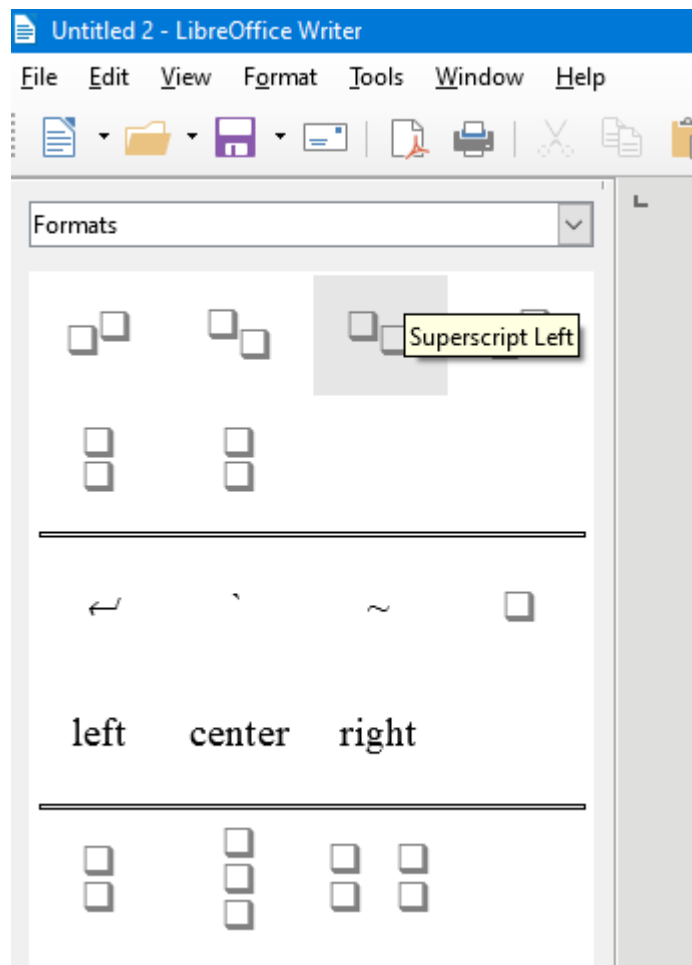 Untitled 2 - LibreOffice Writer
File Edit View Format Tools Window Help
Formats
Superscript Left
left center right